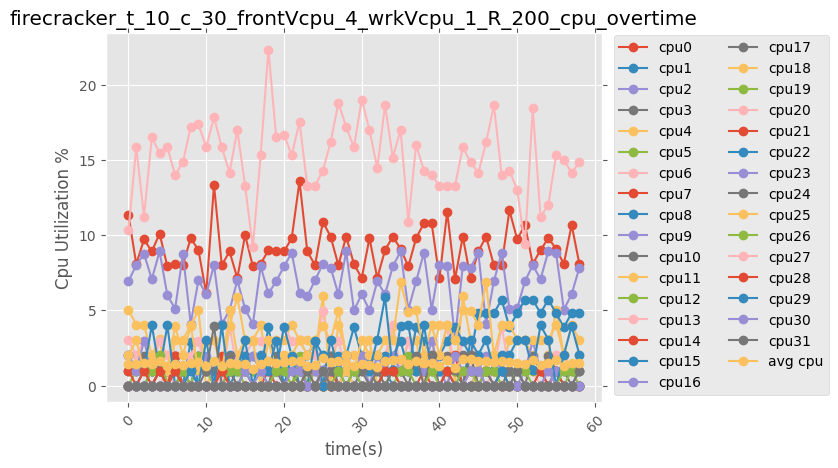 firecracker_t_10_c_30_frontVcpu_4_wrkVcpu_1_R_200_cpu_overtime
Cpu Utilization %
20
15
10
5
0
0
10
20
30
40
50
60
time(s)
cpu0
cpu1
cpu2
cpu3
cpu4
cpu5
cpu6
cpu7
cpu8
cpu9
cpu10
cpu11
cpu12
cpu13
cpu14
cpu15
cpu16
cpu17
cpu18
cpu19
cpu20
cpu21
cpu22
cpu23
cpu24
cpu25
cpu26
cpu27
cpu28
cpu29
cpu30
cpu31
avg cpu